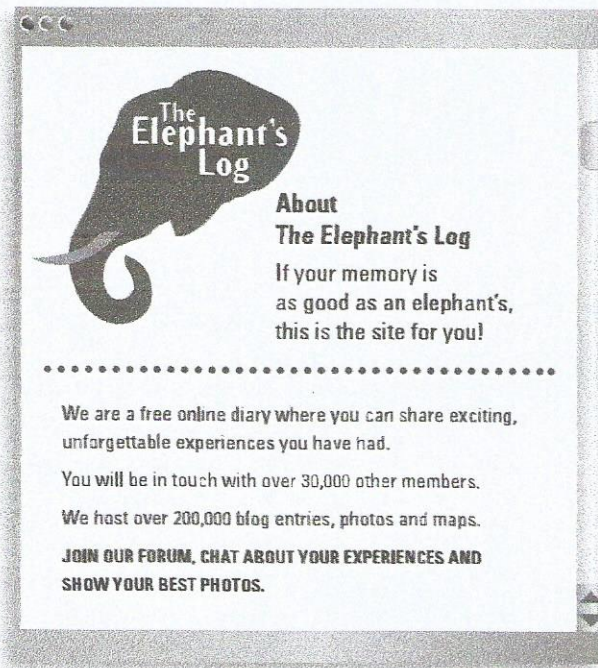 The
Elephant's
Log
About
The Elephant's Log
If your memory is
as good as an elephant's,
this is the site for you!
We are a free online diary where you can share exciting,
unforgettable experiences you have had.
You will be in touch with over 30,000 other members.
We host over 200,000 blog entries, photos and maps.
JOIN OUR FORUM, CHAT ABOUT YOUR EXPERIENCES AND
SHOW YOUR BEST PHOTOS.